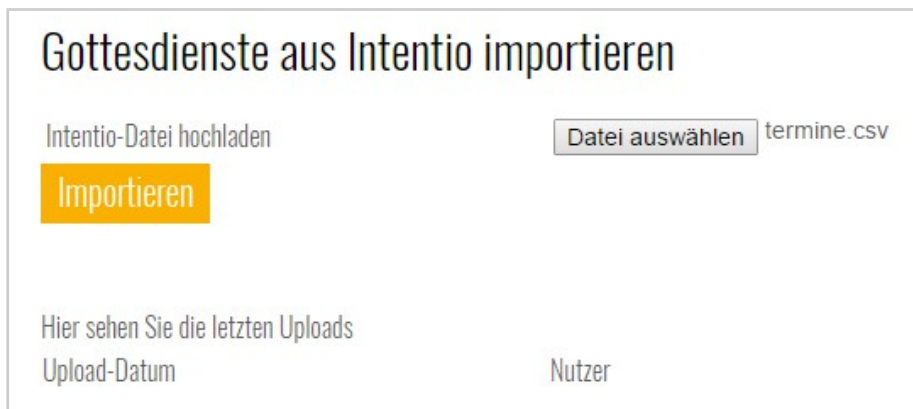 Gottesdienste aus Intentio importieren
Intentio-Datei hochladen Datei auswählen termine.csv
Importieren
Hier sehen Sie die letzten Uploads
Upload-Datum Nutzer